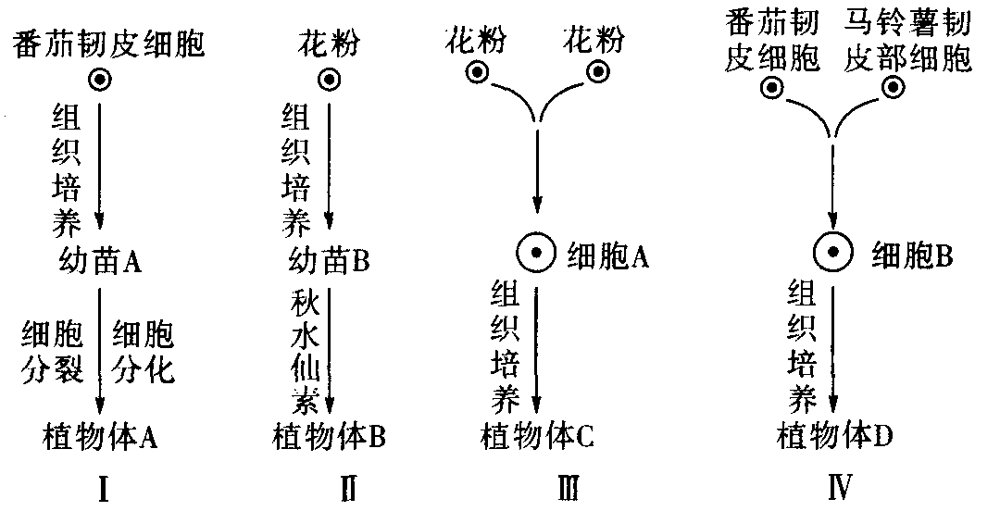 番茄韧皮细胞
组织培养
幼苗A
细胞分裂
细胞分化
植物体A
Ⅰ
花粉
组织培养
幼苗B
秋水仙素
植物体B
Ⅱ
花粉
花粉
细胞A
组织培养
植物体C
Ⅲ
番茄韧
皮细胞
马铃薯韧
皮部细胞
细胞B
组织培养
植物体D
Ⅳ